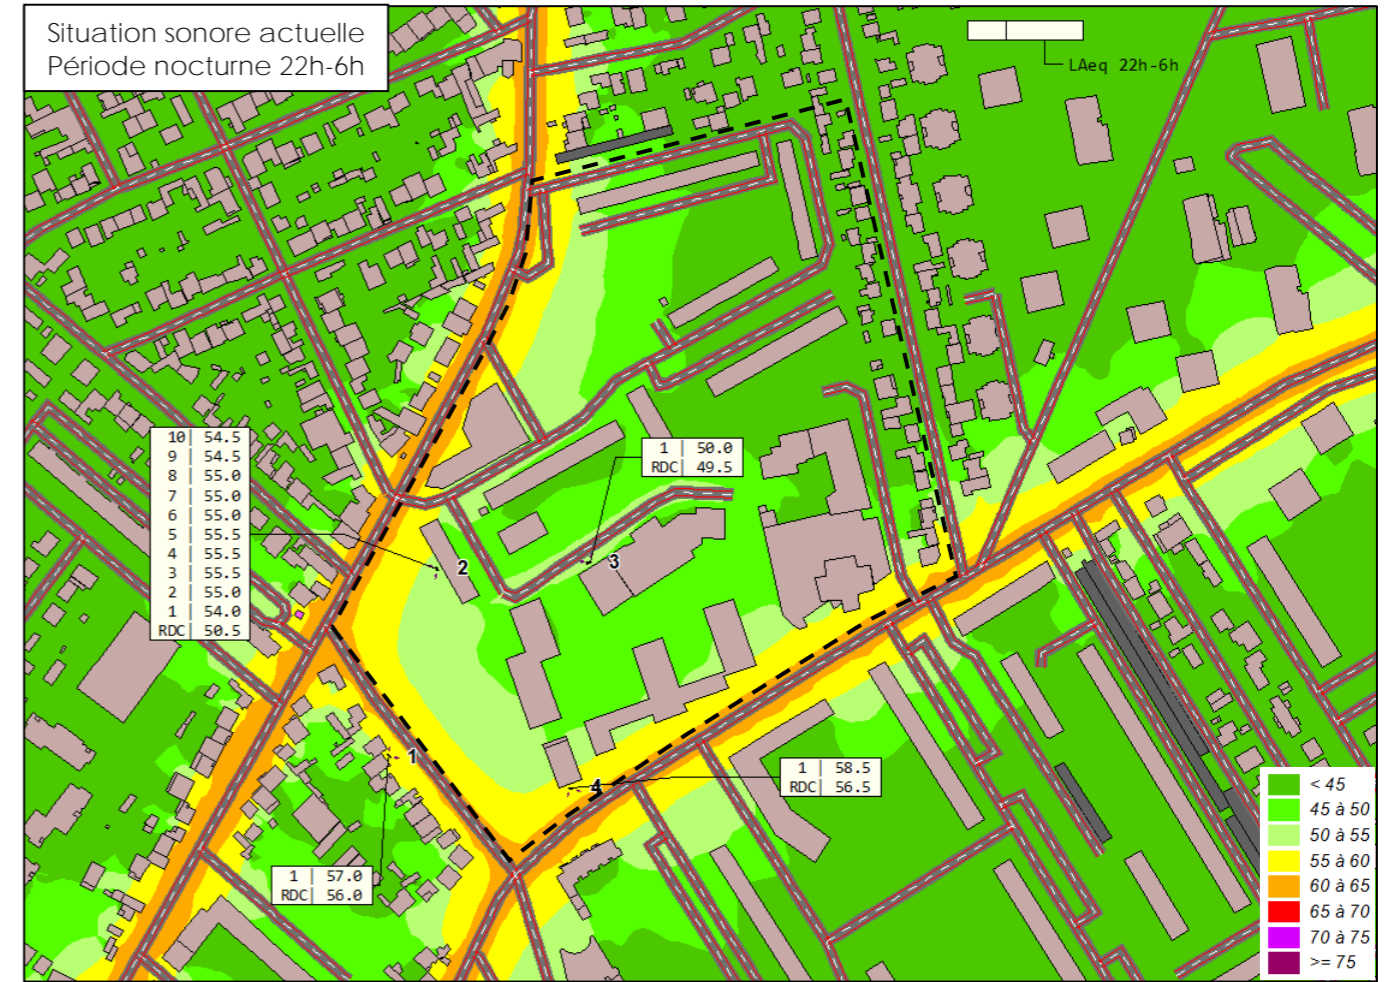 Situation sonore actuelle
Période nocturne 22h-6h
LAeq 22h-6h
10| 54.5
9| 54.5
8| 55.0
7| 55.0
6| 55.0
5| 55.5
4| 55.5
3| 55.5
2| 55.0
1| 54.0
RDC| 50.5
1 | 50.0
RDC| 49.5
2
3
1
4
1 | 58.5
RDC| 56.5
1 | 57.0
RDC| 56.0
< 45
45 à 50
50 à 55
55 à 60
60 à 65
65 à 70
70 à 75
>= 75